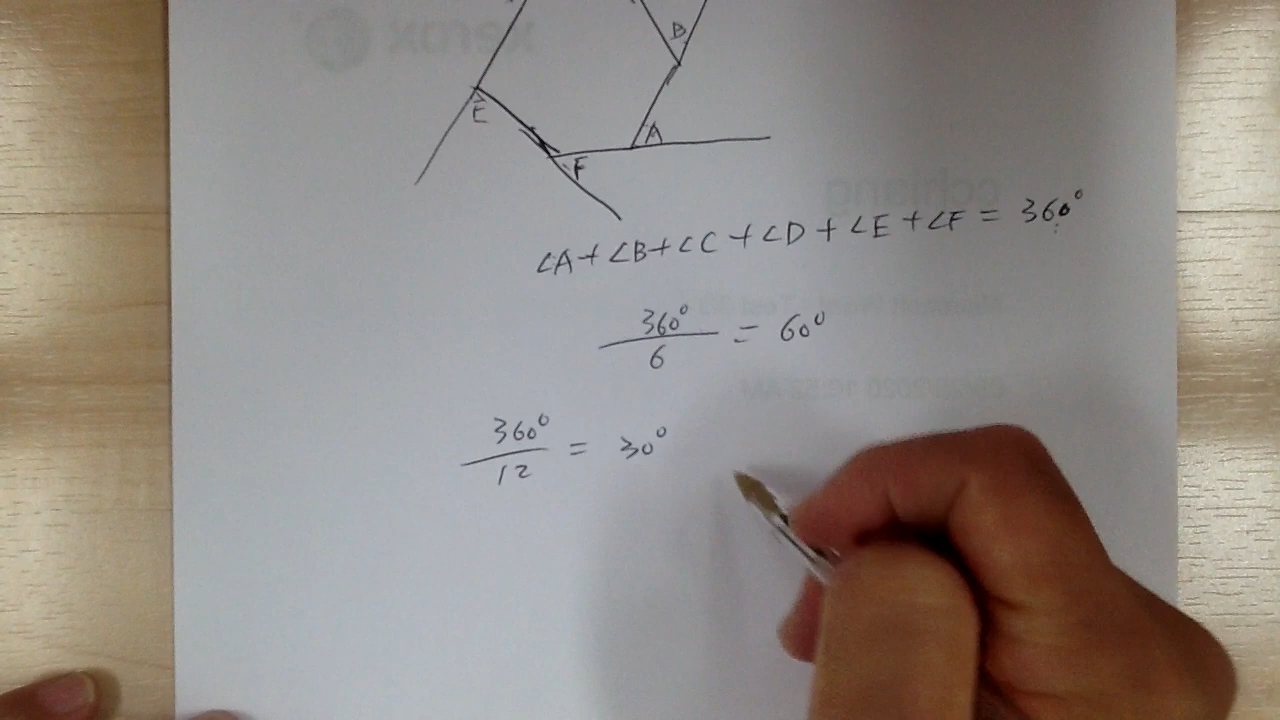 B
E
A
F
∠A+∠B+∠C+∠D+∠E+∠F = 360°
360°/6 = 60°
360°/12 = 30°